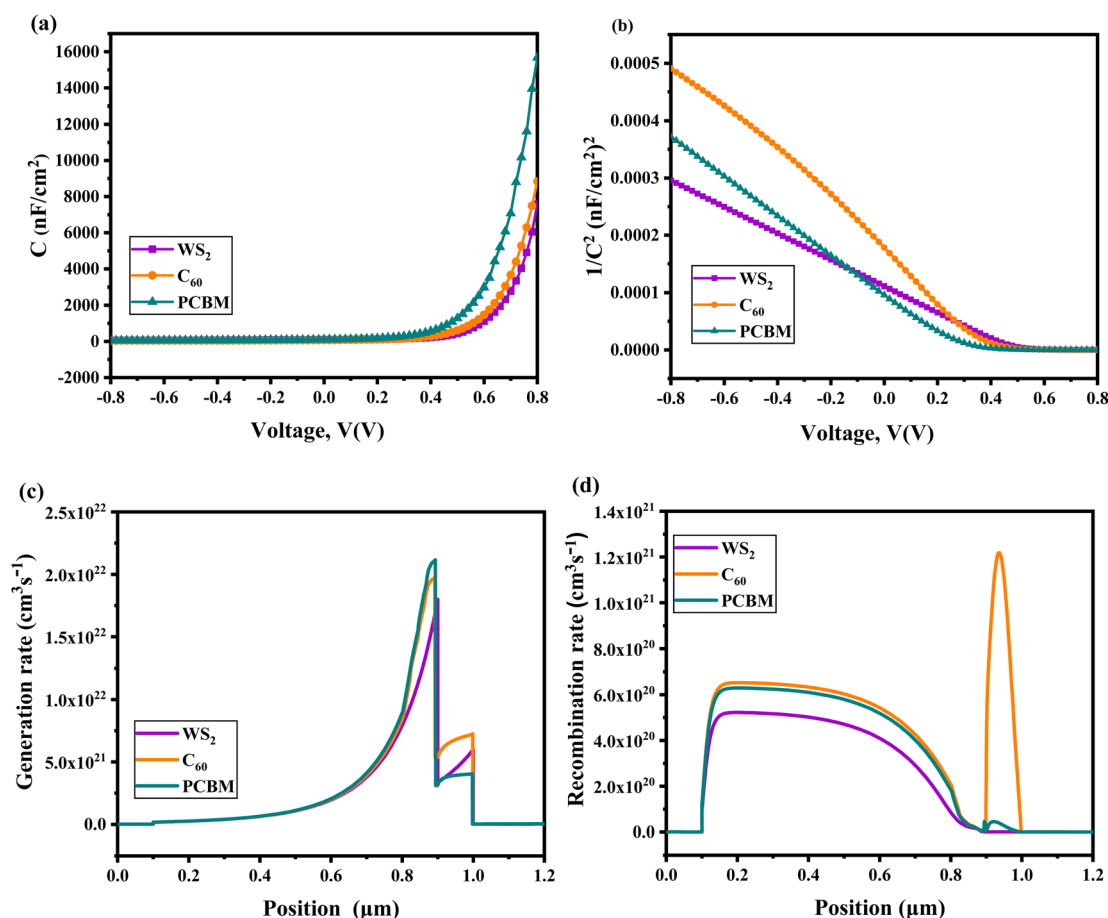 (a)
16000
14000
12000
10000
8000
6000
4000
2000
0
-2000
C (nF/cm²)
WS₂
C₆₀
PCBM
-0.8 -0.6 -0.4 -0.2 0.0 0.2 0.4 0.6 0.8
Voltage, V(V)
(b)
0.0005
0.0004
0.0003
0.0002
0.0001
0.0000
1/C² (nF/cm²)²
WS₂
C₆₀
PCBM
-0.8 -0.6 -0.4 -0.2 0.0 0.2 0.4 0.6 0.8
Voltage, V(V)
(c)
2.5x10²²
2.0x10²²
1.5x10²²
1.0x10²²
5.0x10²¹
0.0
Generation rate (cm³s⁻¹)
WS₂
C₆₀
PCBM
0.0 0.2 0.4 0.6 0.8 1.0 1.2
Position (μm)
(d)
1.4x10²¹
1.2x10²¹
1.0x10²¹
8.0x10²⁰
6.0x10²⁰
4.0x10²⁰
2.0x10²⁰
0.0
Recombination rate (cm³s⁻¹)
WS₂
C₆₀
PCBM
0.0 0.2 0.4 0.6 0.8 1.0 1.2
Position (μm)